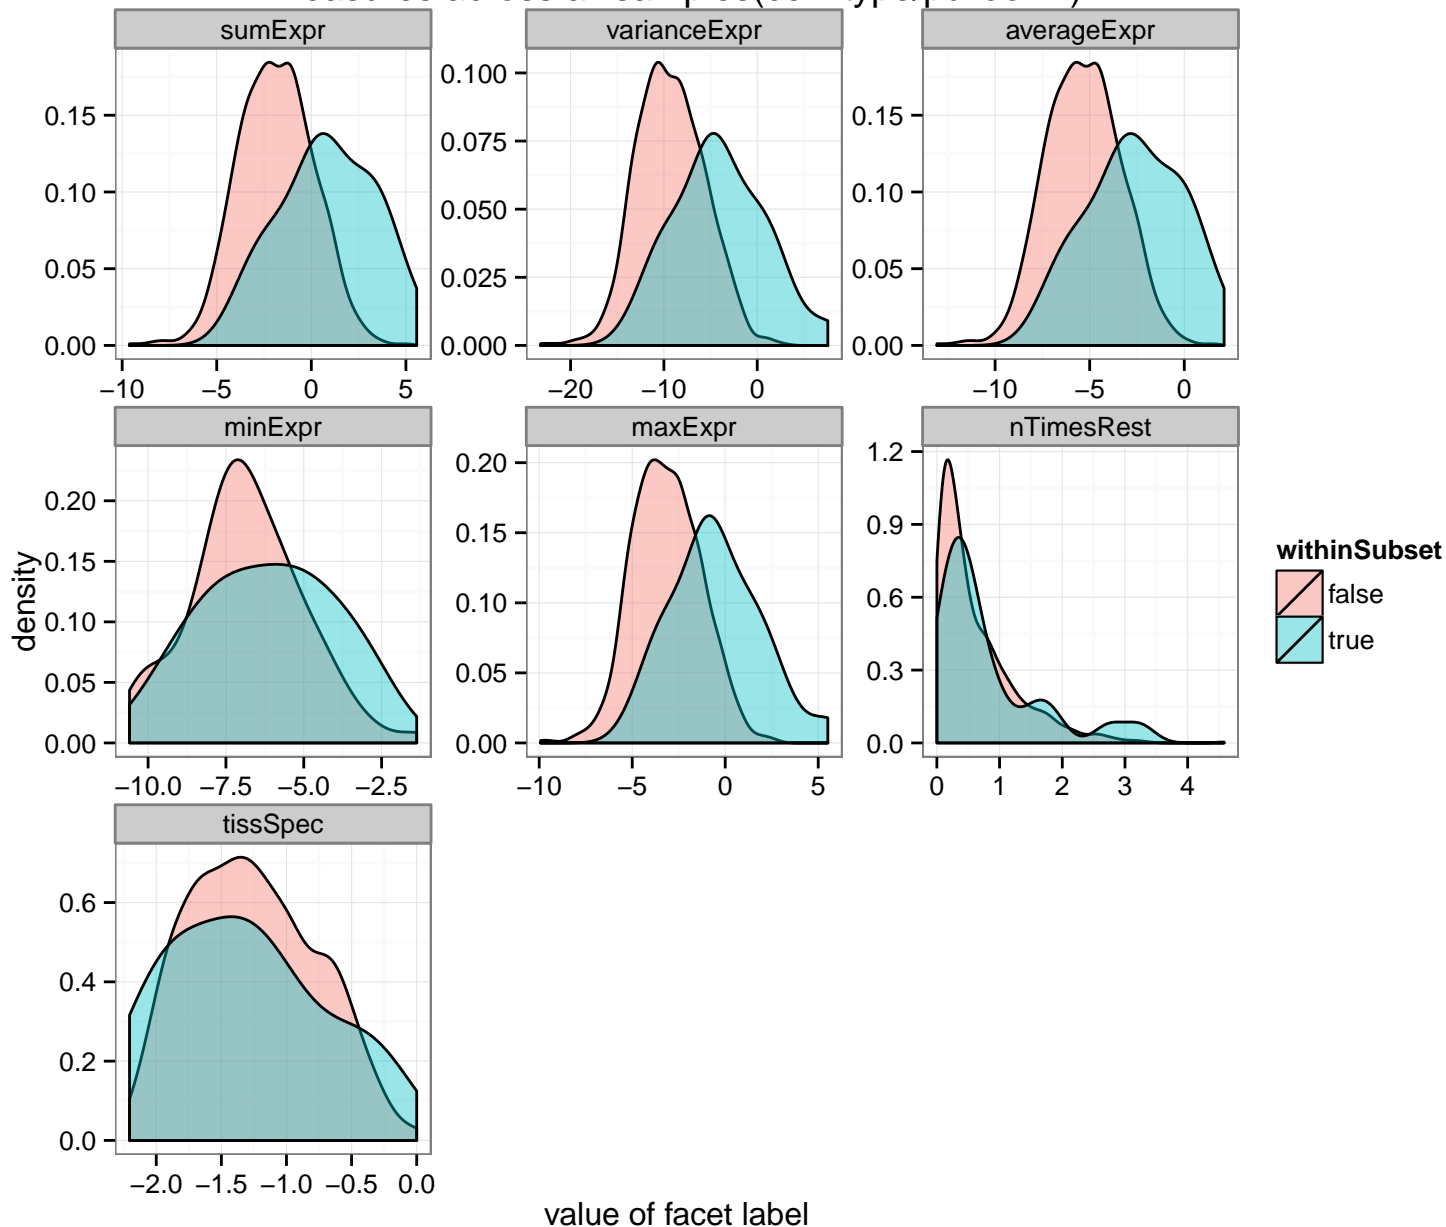 sumExpr varianceExpr averageExpr
0.15 0.10 0.05 0.00
−10 −5 0 5
0.100 0.075 0.050 0.025 0.000
−20 −10 0
0.15 0.10 0.05 0.00
−10 −5 0
minExpr maxExpr nTimesRest
density
0.20 0.15 0.10 0.05 0.00
−10.0 −7.5 −5.0 −2.5
0.20 0.15 0.10 0.05 0.00
−10 −5 0 5
1.2 0.9 0.6 0.3 0.0
0 1 2 3 4
withinSubset
false
true
tissSpec
0.6 0.4 0.2 0.0
−2.0 −1.5 −1.0 −0.5 0.0
value of facet label